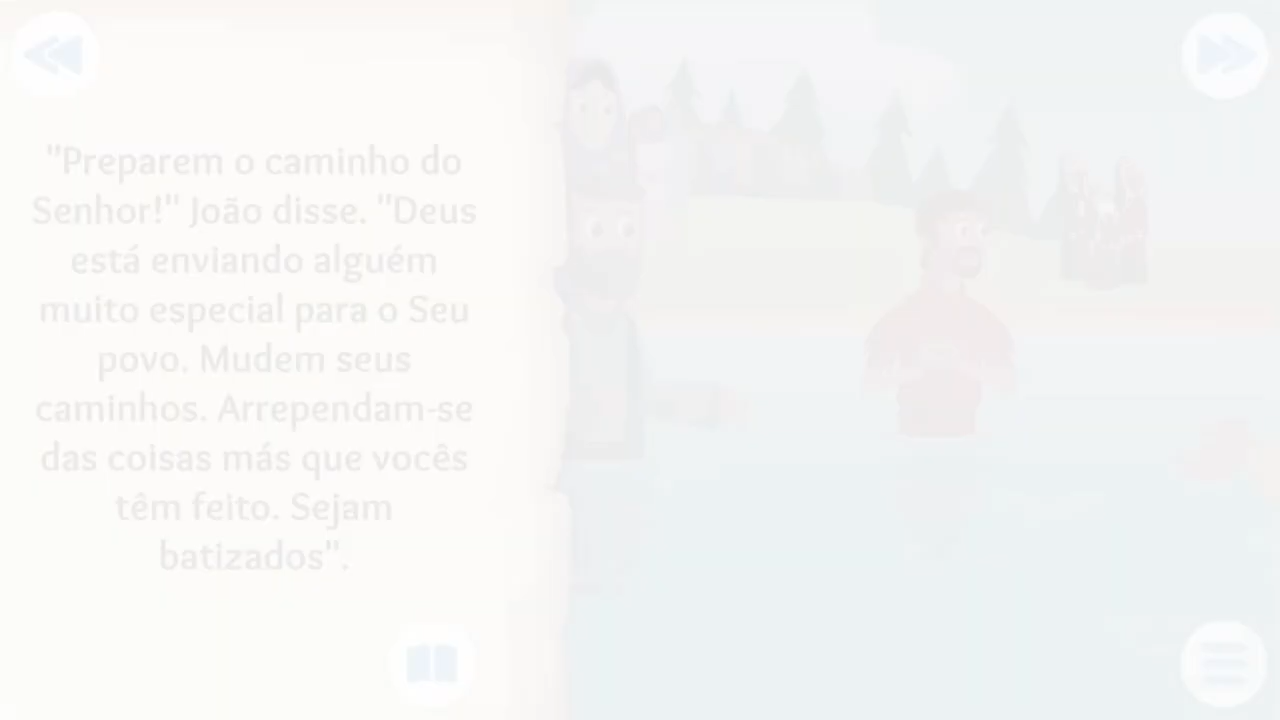 "Preparem o caminho do
Senhor!" João disse. "Deus
está enviando alguém
muito especial para o Seu
povo. Mudem seus
caminhos. Arrependam-se
das coisas más que vocês
têm feito. Sejam
batizados".